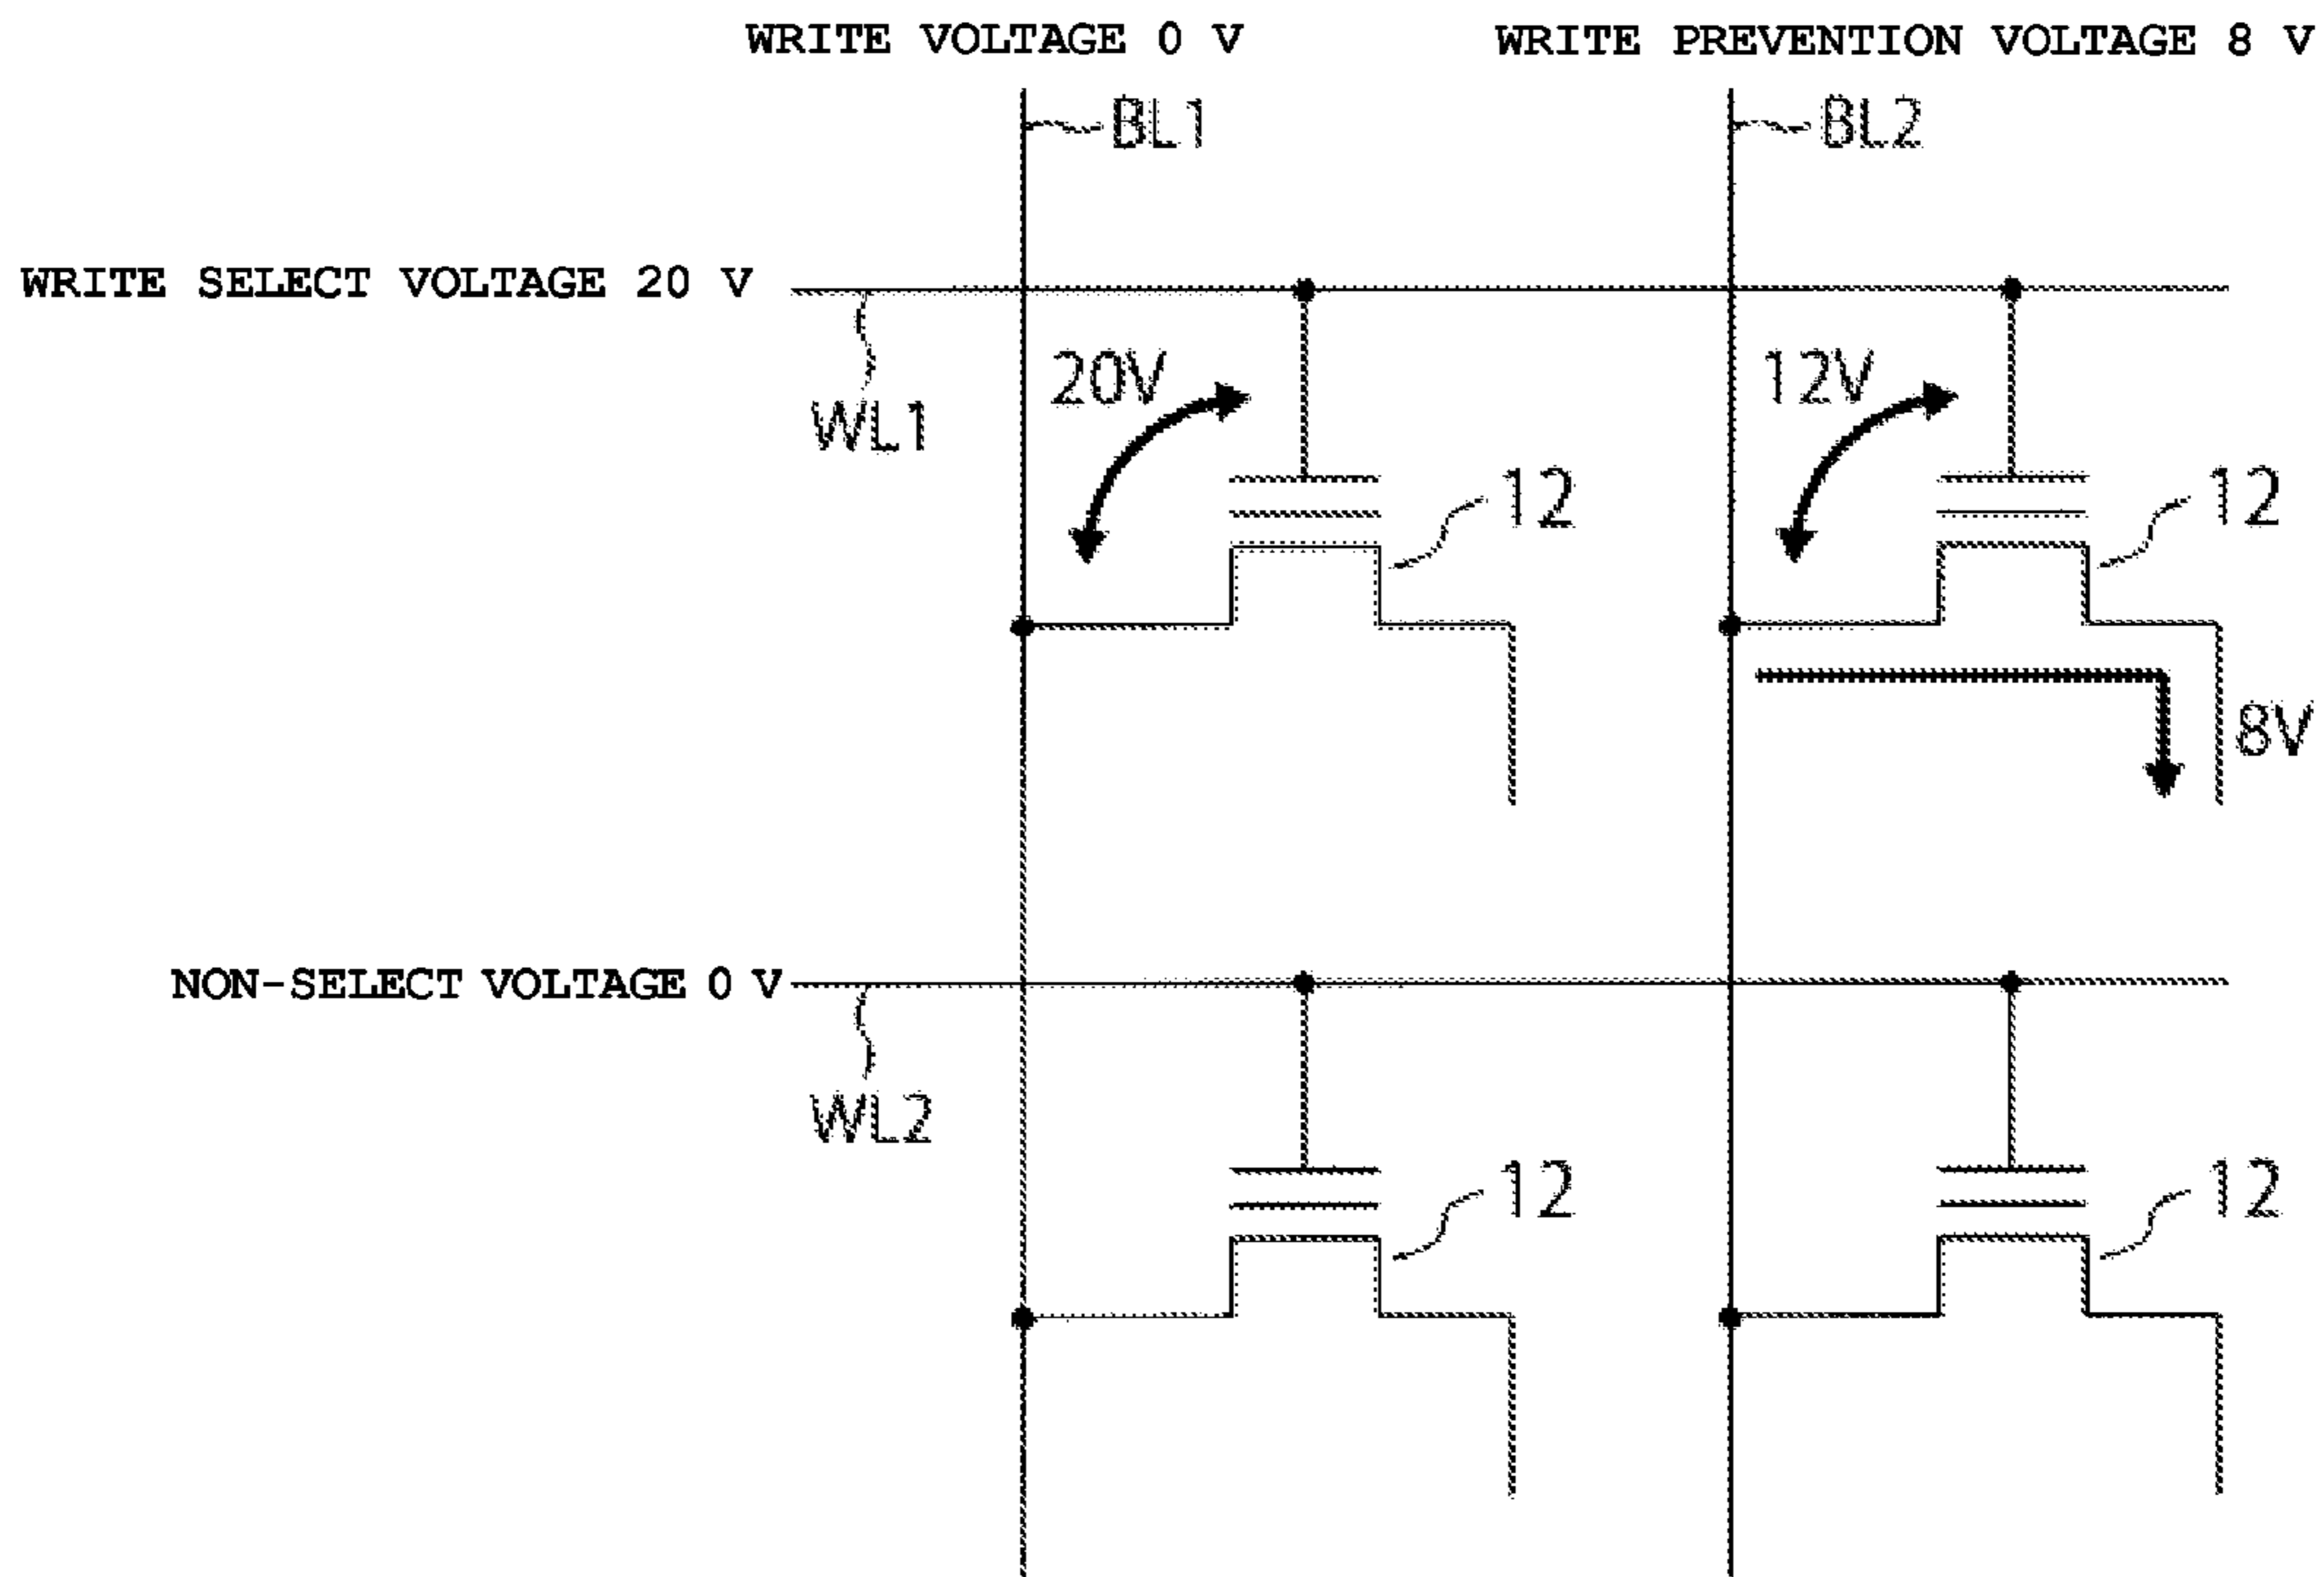 WRITE VOLTAGE 0 V
WRITE PREVENTION VOLTAGE 8 V
BL1
BL2
WRITE SELECT VOLTAGE 20 V
20V
12V
WL1
12
12
8V
NON-SELECT VOLTAGE 0 V
WL2
12
12